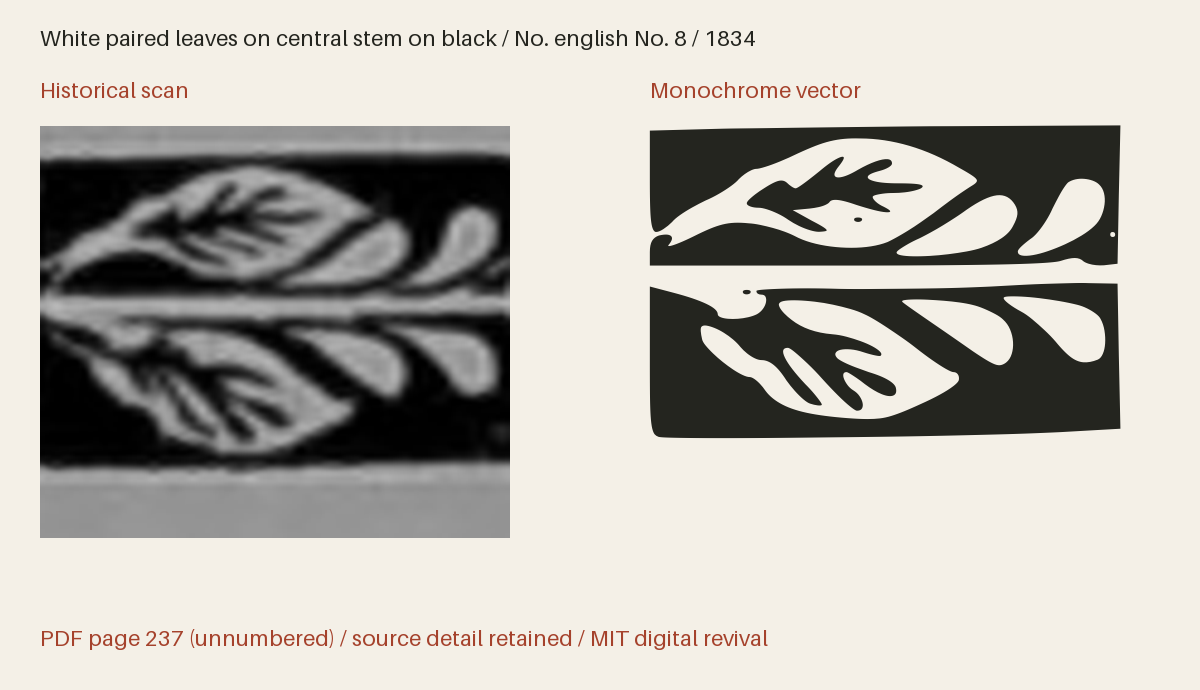 White paired leaves on central stem on black / No. english No. 8 / 1834
Historical scan
Monochrome vector
PDF page 237 (unnumbered) / source detail retained / MIT digital revival